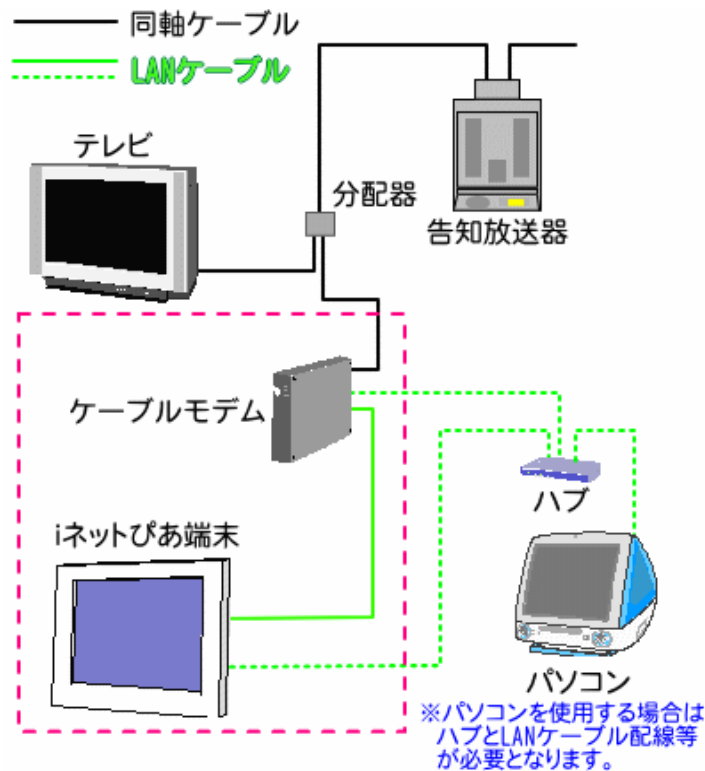 同軸ケーブル
LANケーブル
テレビ
分配器
告知放送器
ケーブルモデム
ハブ
iネットぴあ端末
パソコン
※パソコンを使用する場合は
ハブとLANケーブル配線等
が必要となります。